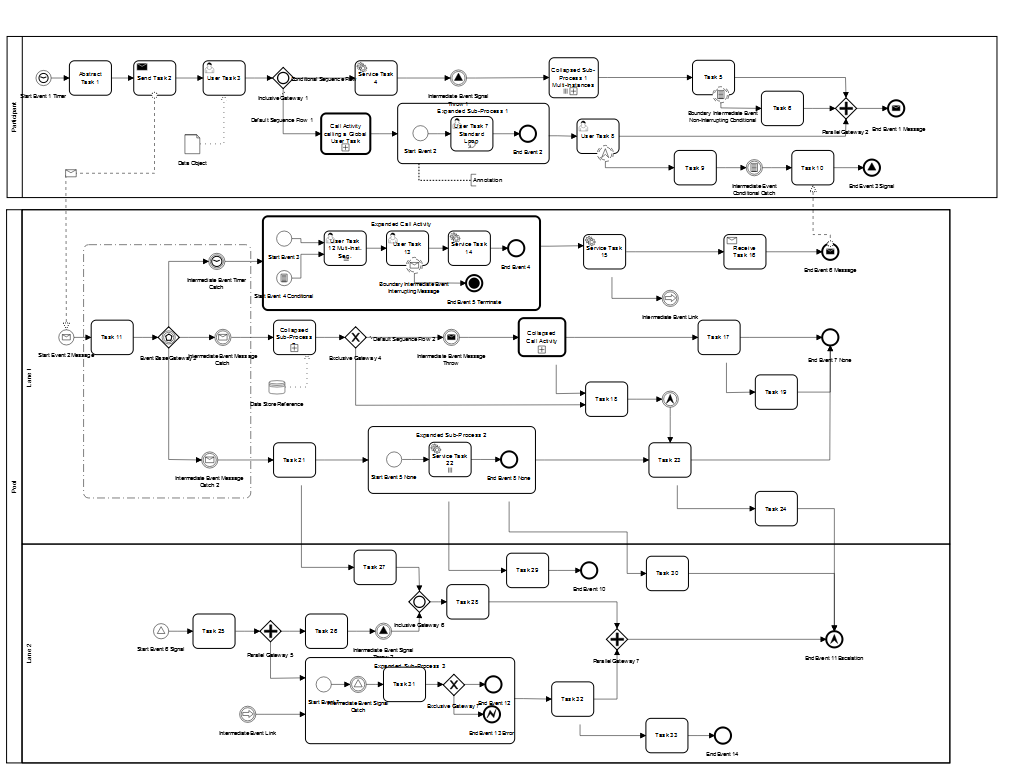 Participant
Start Event 1 Timer
Abstract
Task 1
Send Task 2
User Task 3
Inclusive Gateway 1
Conditional Sequence Flow
Default Sequence Flow 1
Service Task
4
Intermediate Event Signal
Throw 1
Collapsed Sub-
Process 1
Multi-Instances
Task 5
Boundary Intermediate Event
Non-Interrupting Conditional
Task 6
Parallel Gateway 2
End Event 1 Message
Data Object
Call Activity
calling a Global
User Task
Expanded Sub-Process 1
Start Event 2
User Task 7
Standard
Loop
End Event 2
Annotation
User Task 8
Task 9
Intermediate Event
Conditional Catch
Task 10
End Event 3 Signal
Pool
Lane 1
Start Event 2 Message
Task 11
Event Base Gateway 3
Intermediate Event Timer
Catch
Expanded Call Activity
Start Event 3
Start Event 4 Conditional
User Task
12 Mult-Inst.
Seq.
User Task
13
Boundary Intermediate Event
Interrupting Message
Service Task
14
End Event 4
End Event 5 Terminate
Service Task
15
Receive
Task 16
End Event 6 Message
Intermediate Event Link
Intermediate Event Message
Catch
Collapsed
Sub-Process
Exclusive Gateway 4
Default Sequence Flow 2
Intermediate Event Message
Throw
Collapsed
Call Activity
Task 17
End Event 7 None
Data Store Reference
Task 18
Task 19
Intermediate Event Message
Catch 2
Task 21
Expanded Sub-Process 2
Start Event 5 None
Service Task
22
End Event 8 None
Task 23
Task 24
Lane 2
Task 27
Task 29
End Event 10
Task 30
Task 28
Inclusive Gateway 6
Start Event 6 Signal
Task 25
Parallel Gateway 5
Task 26
Intermediate Event Signal
Parallel Gateway 7
End Event 11 Escalation
Expanded Sub-Process 3
Intermediate Event Signal
Catch
Task 31
Exclusive Gateway
End Event 12
End Event 13 Error
Intermediate Event Link
Task 32
Task 33
End Event 14